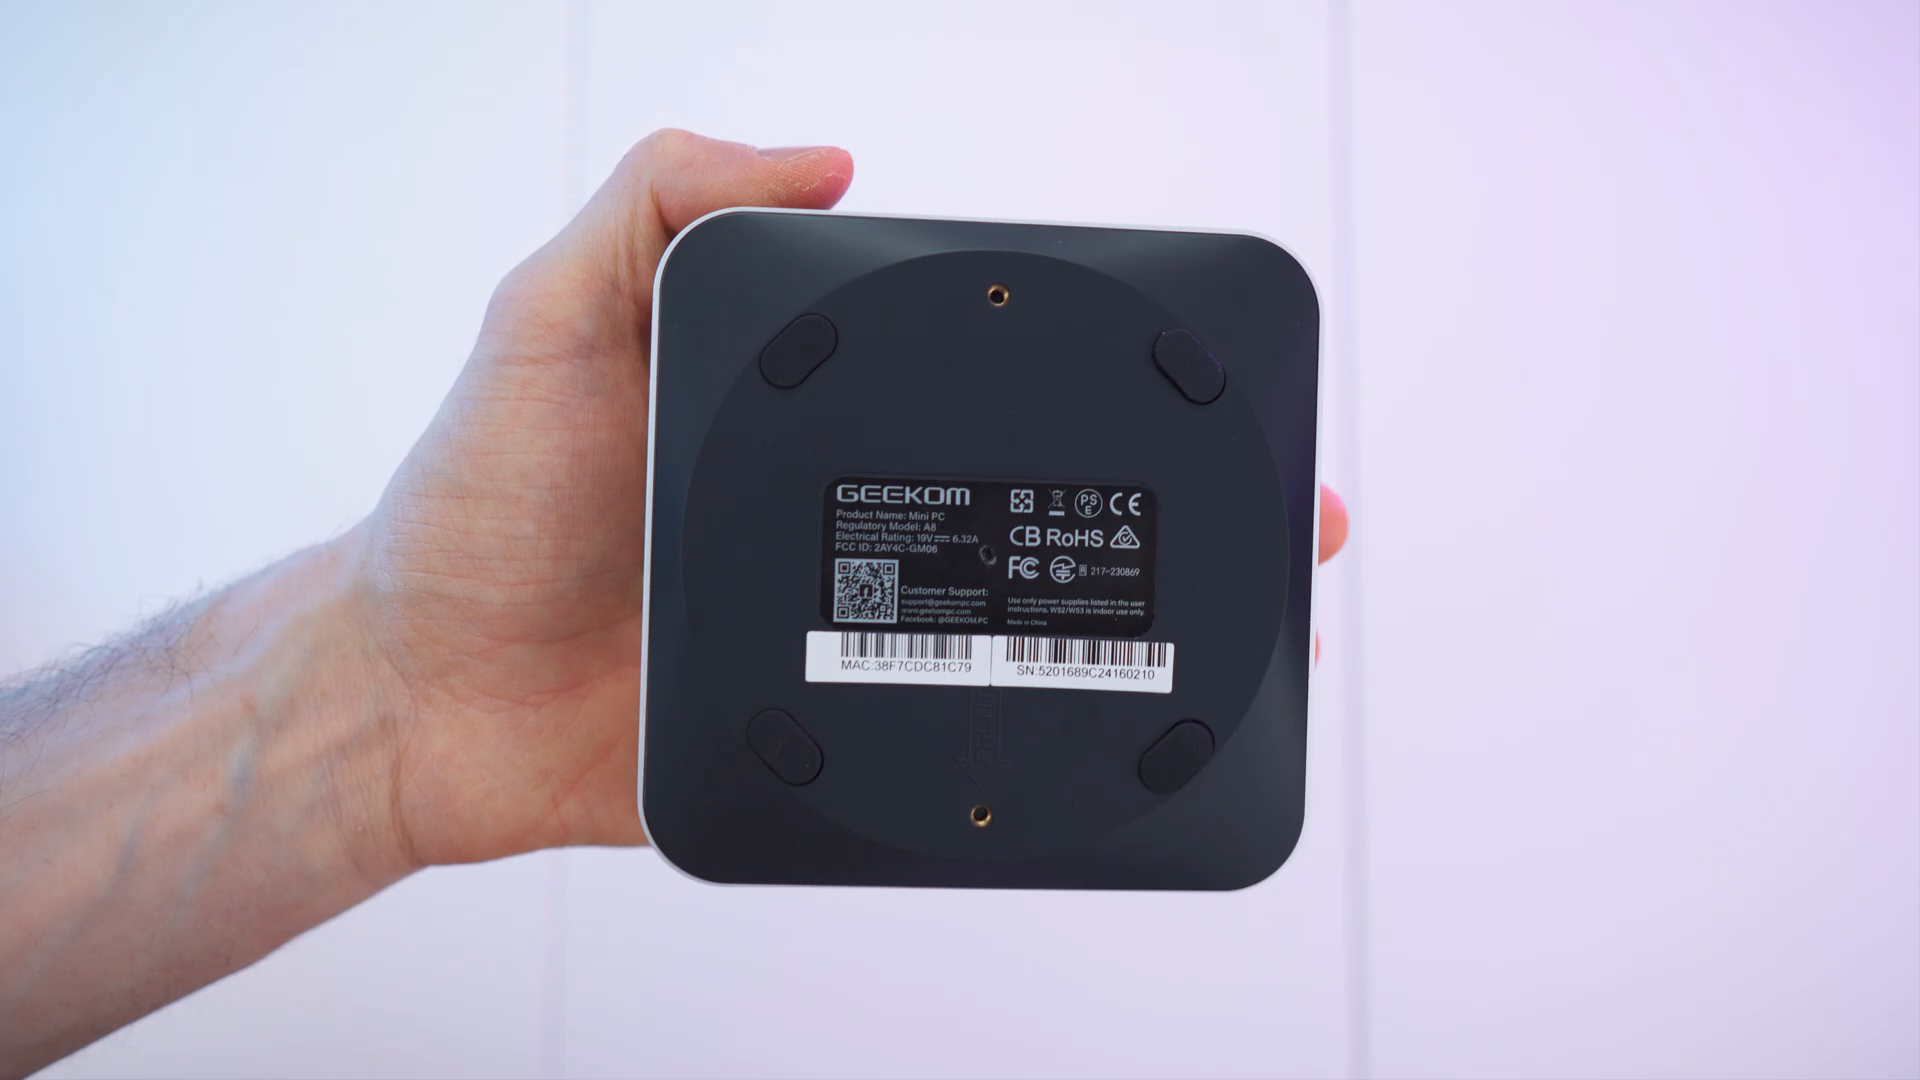 GEEKOM
Product Name: Mini PC
Regulatory Model: A8
Electrical Rating: 19V⎓ 6.32A
FCC ID: 2AY4C-GM06
Customer Support:
support@geekompc.com
www.geekompc.com
Facebook: @GEEKOM.PC
PS
E
CE
CB RoHS
FC
R 217-230869
Use only power supplies listed in the user
instructions. W52/W53 is indoor use only.
Made in China
MAC:38F7CDC81C79
SN:5201689C24160210
FRONT